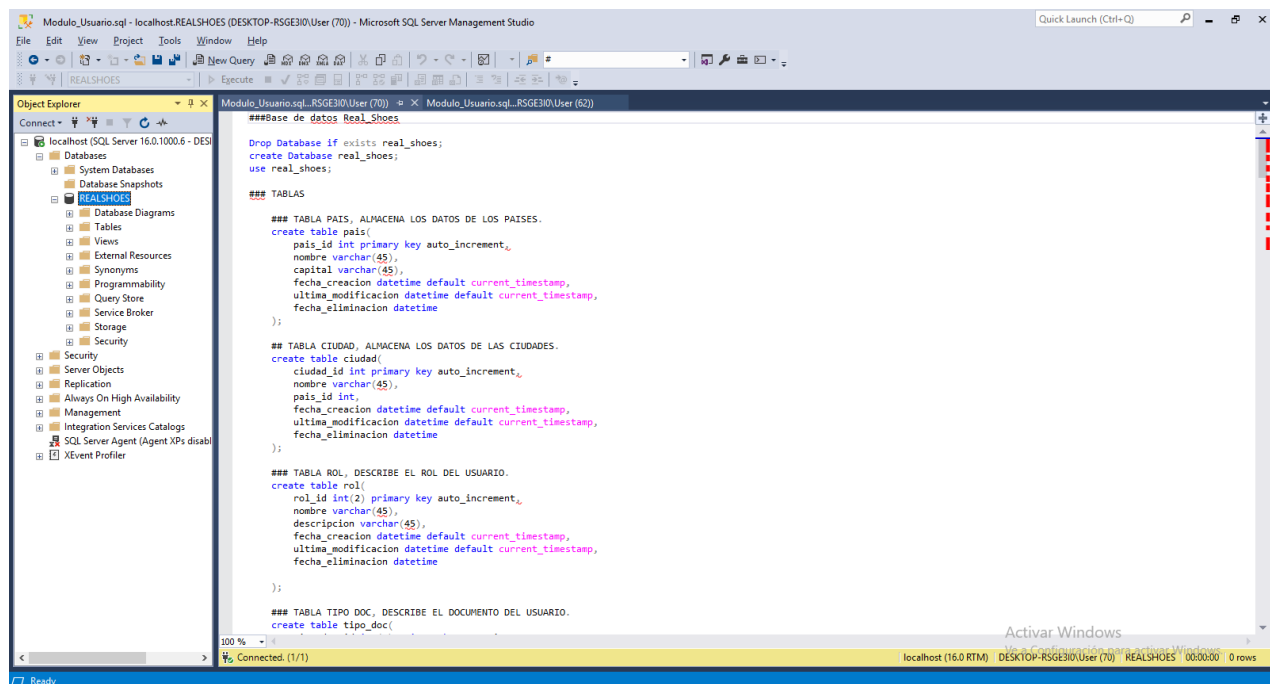 Modulo_Usuario.sql - localhost.REALSHOES (DESKTOP-RSGE3I0\User (70)) - Microsoft SQL Server Management Studio
Quick Launch (Ctrl+Q)
File Edit View Project Tools Window Help
New Query
#
REALSHOES
Execute
Object Explorer
Connect
localhost (SQL Server 16.0.1000.6 - DESI
Databases
System Databases
Database Snapshots
REALSHOES
Database Diagrams
Tables
Views
External Resources
Synonyms
Programmability
Query Store
Service Broker
Storage
Security
Security
Server Objects
Replication
Always On High Availability
Management
Integration Services Catalogs
SQL Server Agent (Agent XPs disabl
XEvent Profiler
Modulo_Usuario.sql...RSGE3I0\User (70))
Modulo_Usuario.sql...RSGE3I0\User (62))
###Base de datos Real_Shoes
Drop Database if exists real_shoes;
create Database real_shoes;
use real_shoes;
### TABLAS
### TABLA PAIS, ALMACENA LOS DATOS DE LOS PAISES.
create table pais(
pais_id int primary key auto_increment,
nombre varchar(45),
capital varchar(45),
fecha_creacion datetime default current_timestamp,
ultima_modificacion datetime default current_timestamp,
fecha_eliminacion datetime
);
## TABLA CIUDAD, ALMACENA LOS DATOS DE LAS CIUDADES.
create table ciudad(
ciudad_id int primary key auto_increment,
nombre varchar(45),
pais_id int,
fecha_creacion datetime default current_timestamp,
ultima_modificacion datetime default current_timestamp,
fecha_eliminacion datetime
);
### TABLA ROL, DESCRIBE EL ROL DEL USUARIO.
create table rol(
rol_id int(2) primary key auto_increment,
nombre varchar(45),
descripcion varchar(45),
fecha_creacion datetime default current_timestamp,
ultima_modificacion datetime default current_timestamp,
fecha_eliminacion datetime
);
### TABLA TIPO DOC, DESCRIBE EL DOCUMENTO DEL USUARIO.
create table tipo_doc(
100 %
Activar Windows
Ve a Configuración para activar Windows.
Connected. (1/1)
localhost (16.0 RTM)
DESKTOP-RSGE3I0\User (70)
REALSHOES
00:00:00
0 rows
Ready